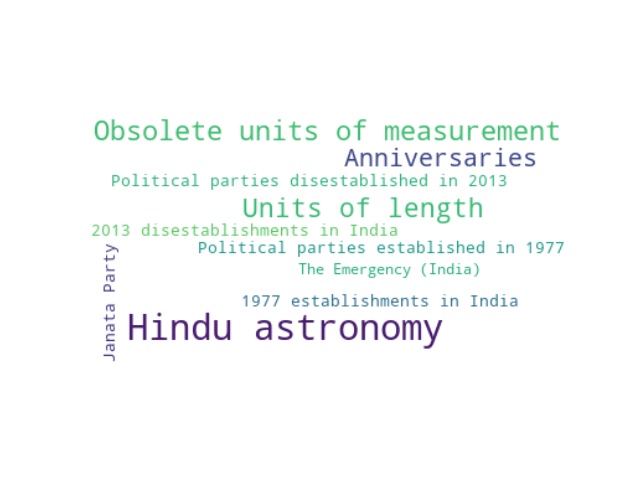 Obsolete units of measurement
Anniversaries
Political parties disestablished in 2013
Units of length
2013 disestablishments in India
Political parties established in 1977
The Emergency (India)
1977 establishments in India
Janata Party
Hindu astronomy